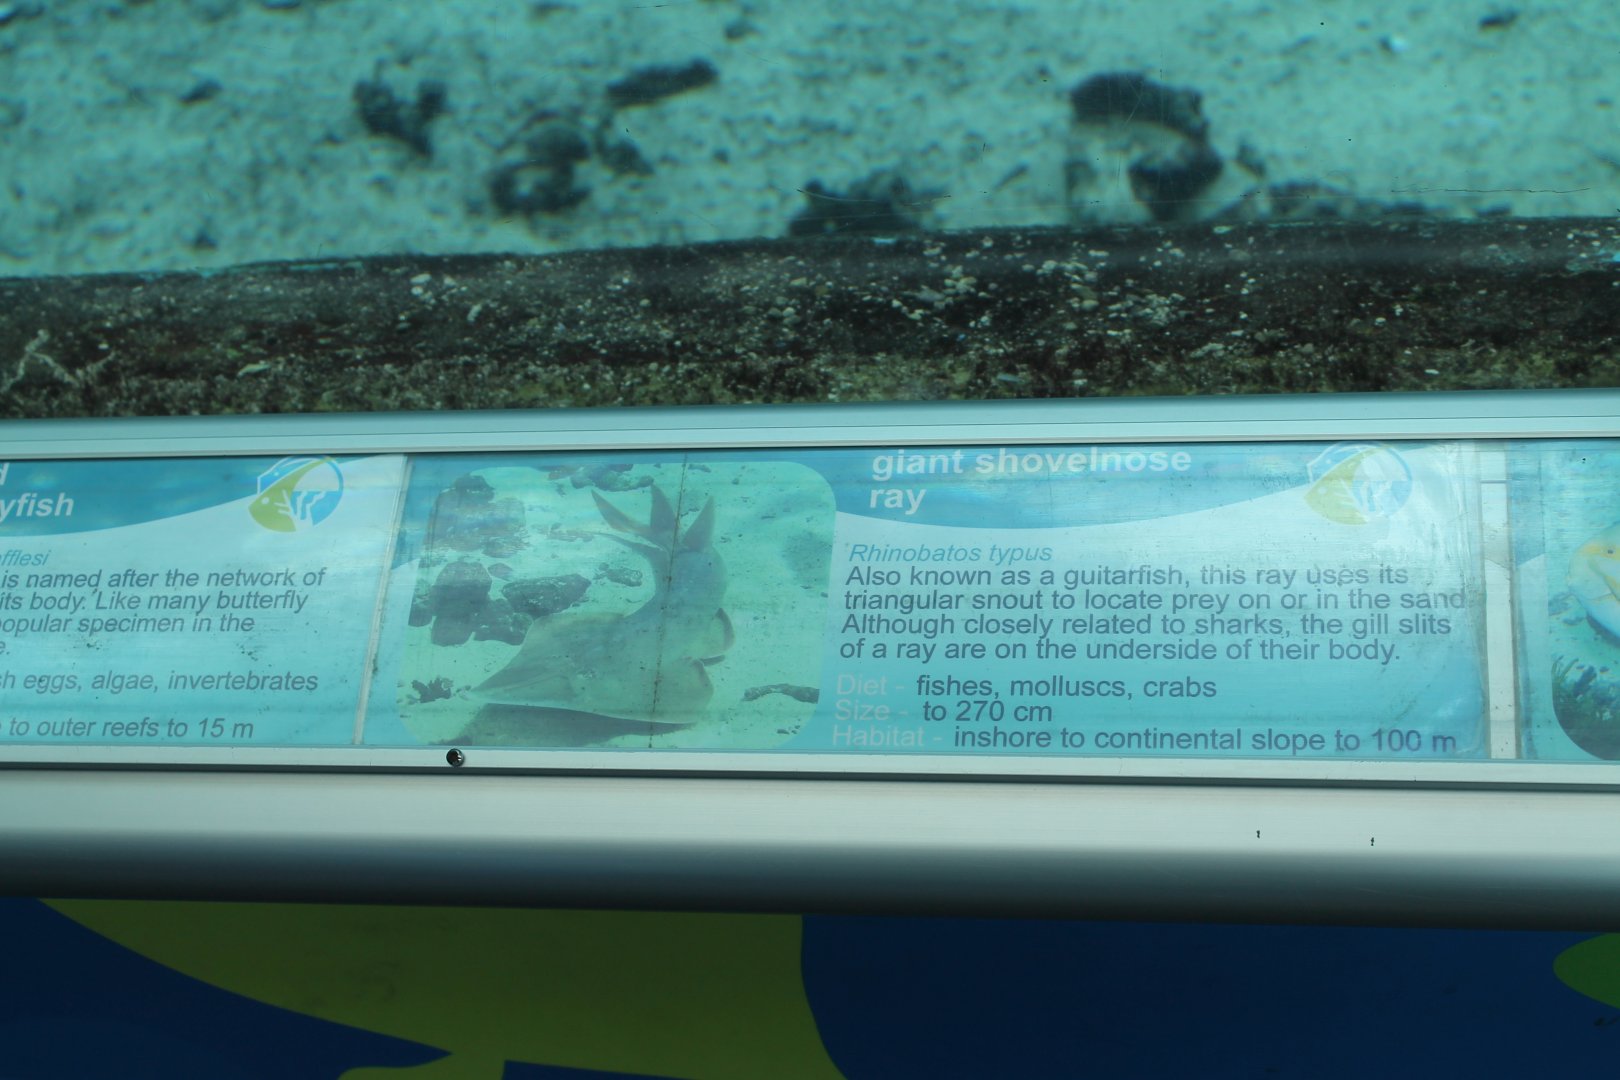 d
yfish
fflesi
is named after the network of
its body. Like many butterfly
popular specimen in the
e.
sh eggs, algae, invertebrates
to outer reefs to 15 m
giant shovelnose
ray
Rhinobatos typus
Also known as a guitarfish, this ray uses its
triangular snout to locate prey on or in the sand.
Although closely related to sharks, the gill slits
of a ray are on the underside of their body.
Diet - fishes, molluscs, crabs
Size - to 270 cm
Habitat - inshore to continental slope to 100 m